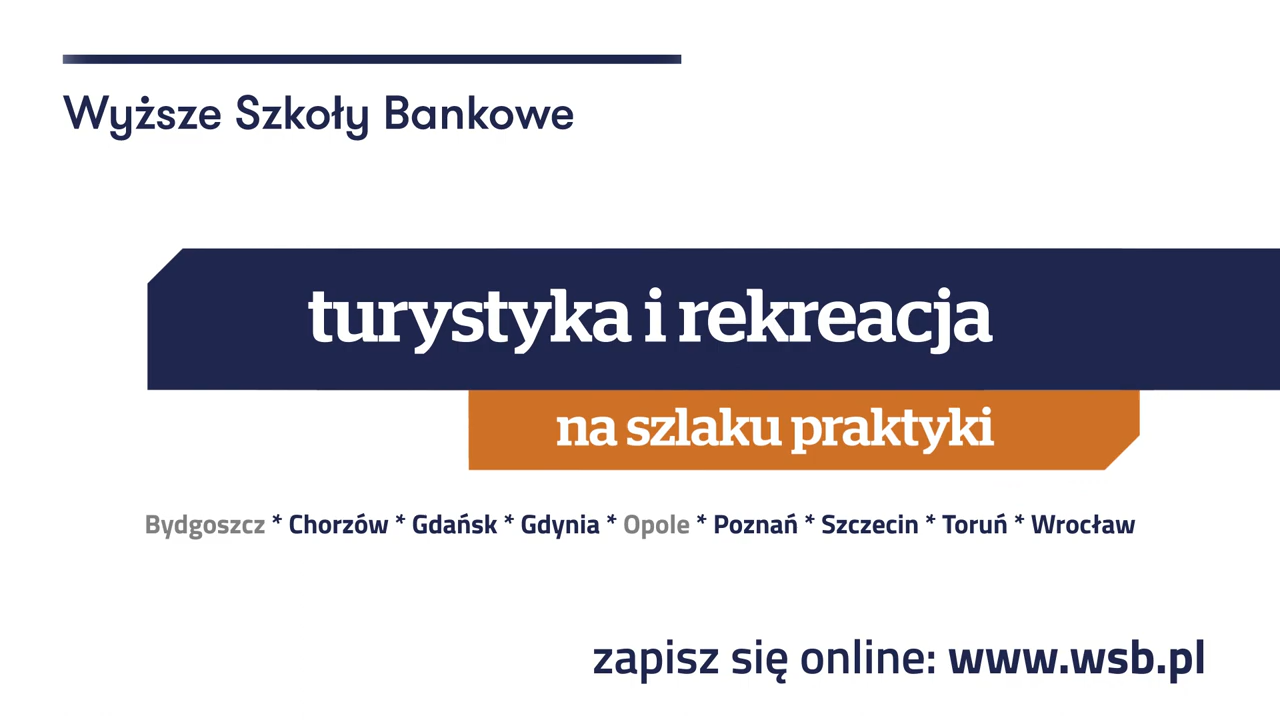 Wyższe Szkoły Bankowe
turystyka i rekreacja
na szlaku praktyki
Bydgoszcz * Chorzów * Gdańsk * Gdynia * Opole * Poznań * Szczecin * Toruń * Wrocław
zapisz się online: www.wsb.pl